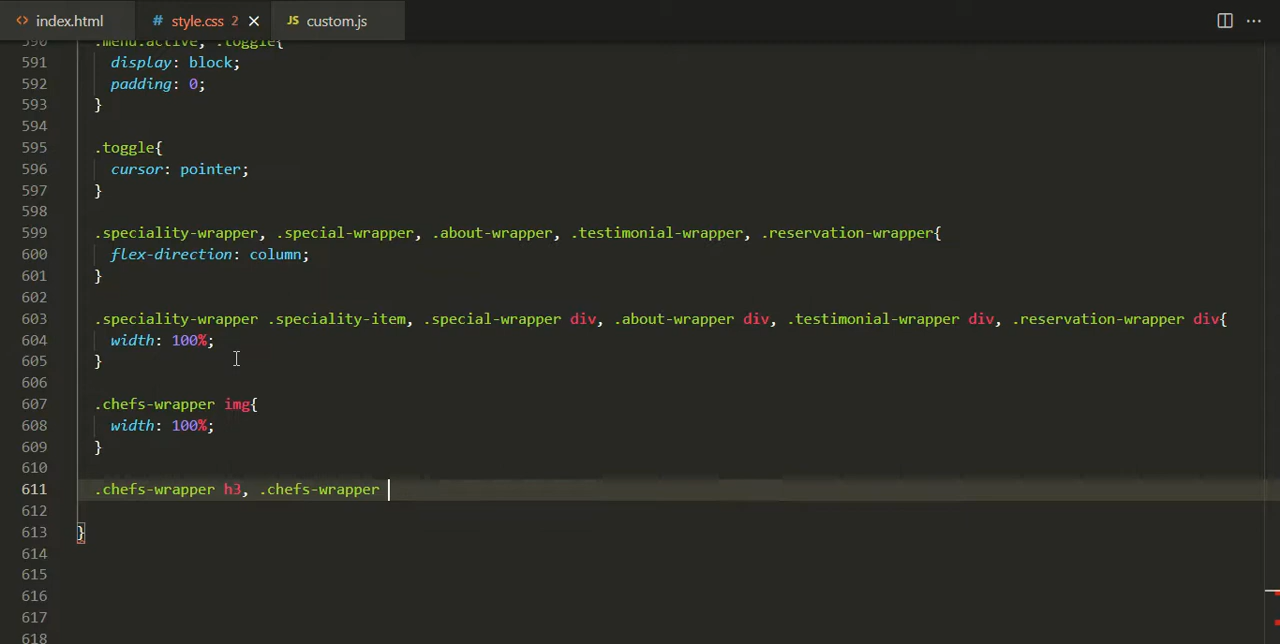 index.html
# style.css 2
JS custom.js
590 .menu.active, .toggle{
591 display: block;
592 padding: 0;
593 }
594
595 .toggle{
596 cursor: pointer;
597 }
598
599 .speciality-wrapper, .special-wrapper, .about-wrapper, .testimonial-wrapper, .reservation-wrapper{
600 flex-direction: column;
601 }
602
603 .speciality-wrapper .speciality-item, .special-wrapper div, .about-wrapper div, .testimonial-wrapper div, .reservation-wrapper div{
604 width: 100%;
605 }
606
607 .chefs-wrapper img{
608 width: 100%;
609 }
610
611 .chefs-wrapper h3, .chefs-wrapper
612
613 }
614
615
616
617
618